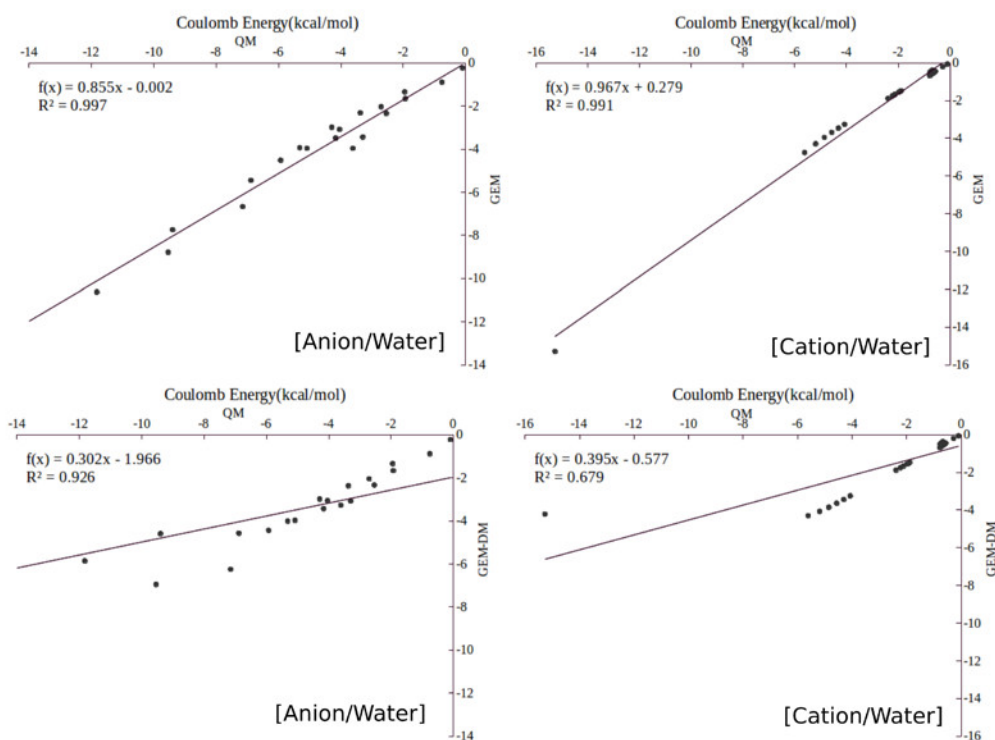 Coulomb Energy(kcal/mol)
QM
-14 -12 -10 -8 -6 -4 -2 0
0
-2
-4
-6
-8
-10
-12
-14
GEM
f(x) = 0.855x - 0.002
R² = 0.997
[Anion/Water]
Coulomb Energy(kcal/mol)
QM
-16 -14 -12 -10 -8 -6 -4 -2 0
0
-2
-4
-6
-8
-10
-12
-14
-16
GEM
f(x) = 0.967x + 0.279
R² = 0.991
[Cation/Water]
Coulomb Energy(kcal/mol)
QM
-14 -12 -10 -8 -6 -4 -2 0
0
-2
-4
-6
-8
-10
-12
-14
GEM-DM
f(x) = 0.302x - 1.966
R² = 0.926
[Anion/Water]
Coulomb Energy(kcal/mol)
QM
-16 -14 -12 -10 -8 -6 -4 -2 0
0
-2
-4
-6
-8
-10
-12
-14
-16
GEM-DM
f(x) = 0.395x - 0.577
R² = 0.679
[Cation/Water]